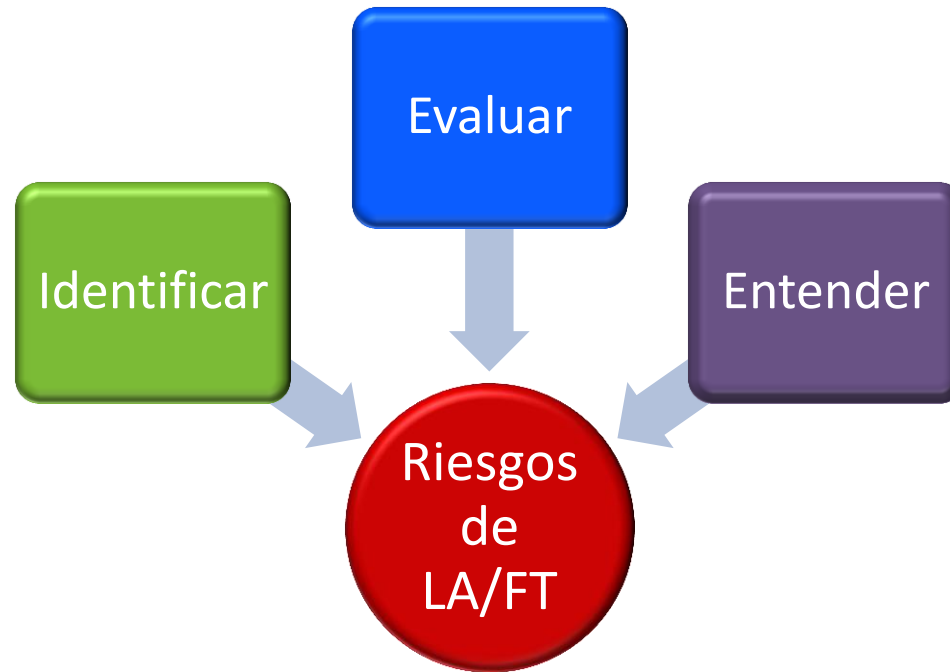 Evaluar
Identificar
Entender
Riesgos
de
LA/FT